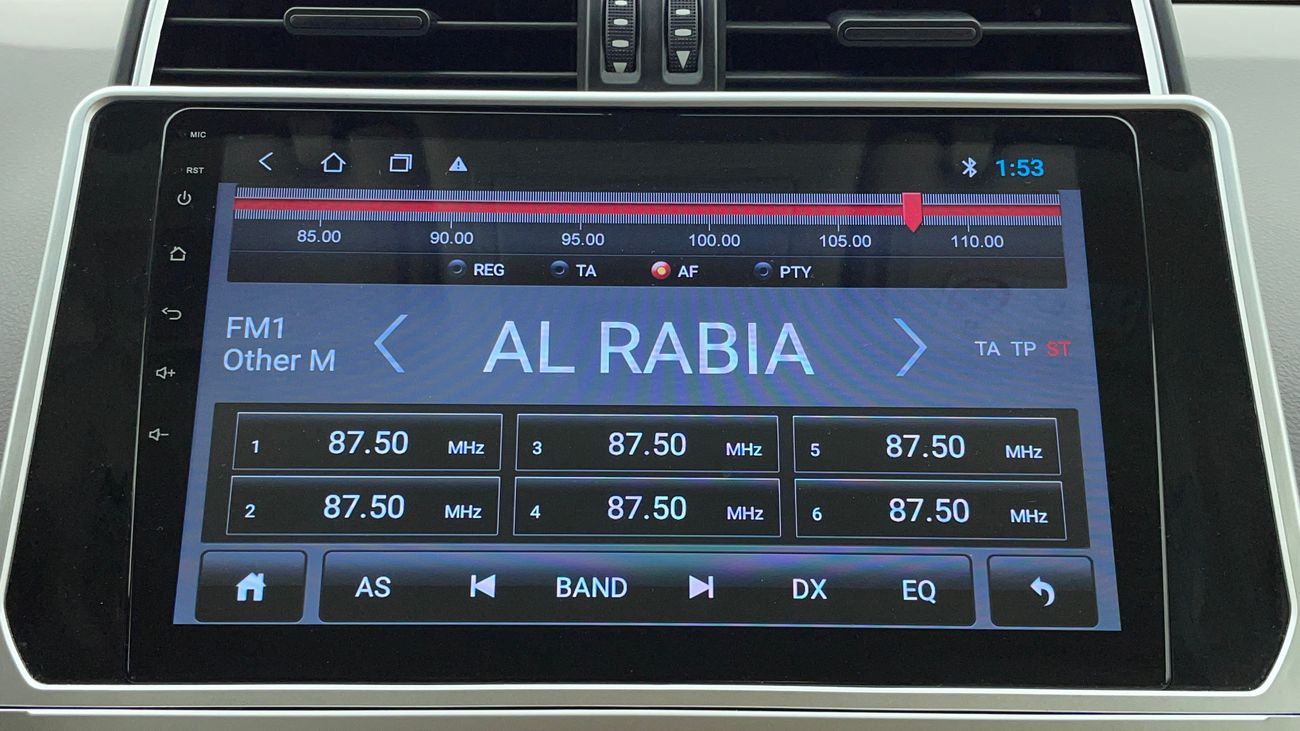 MIC
RST
1:53
85.00 90.00 95.00 100.00 105.00 110.00
REG TA AF PTY
FM1
Other M
AL RABIA
TA TP ST
1 87.50 MHz 3 87.50 MHz 5 87.50 MHz
2 87.50 MHz 4 87.50 MHz 6 87.50 MHz
AS BAND DX EQ